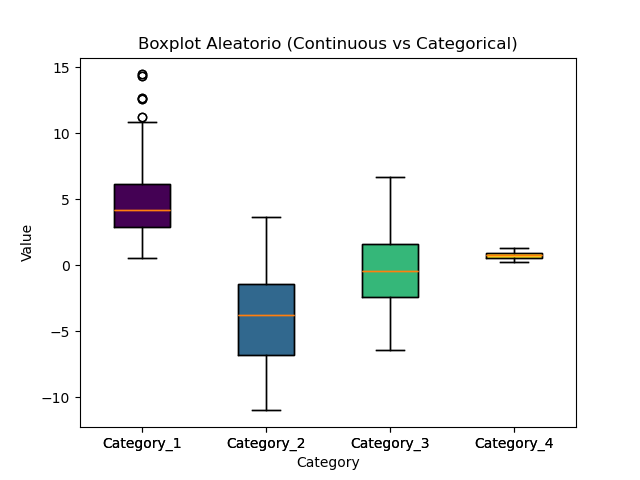 Boxplot Aleatorio (Continuous vs Categorical)
15
10
5
0
−5
−10
Value
Category_1 Category_2 Category_3 Category_4
Category